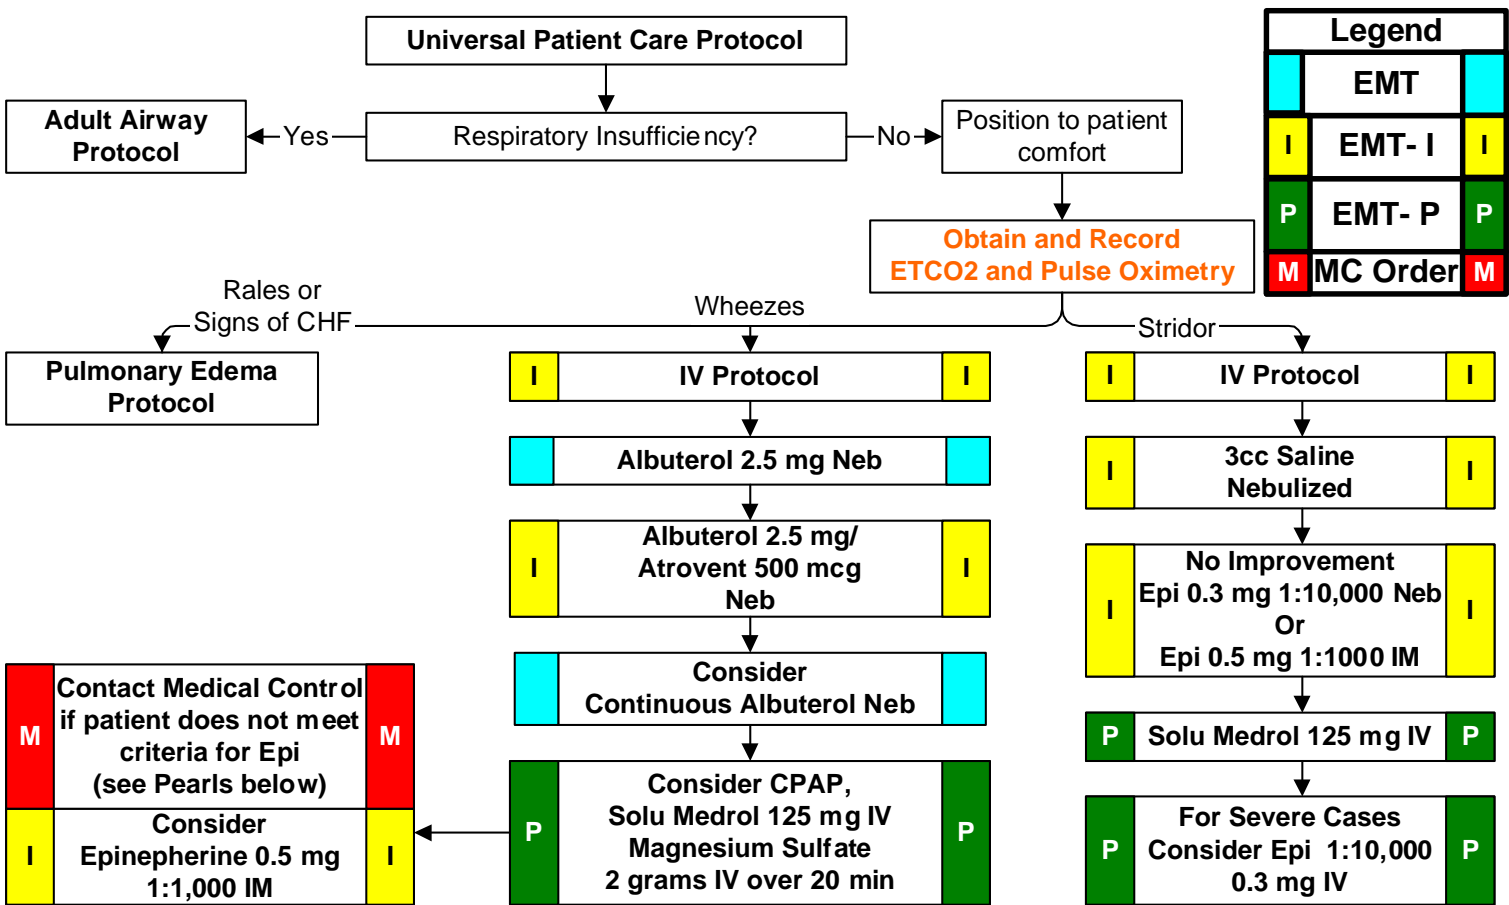 Universal Patient Care Protocol
Legend
EMT
I EMT- I I
P EMT- P P
M MC Order M
Adult Airway
Protocol
Yes
Respiratory Insufficiency?
No
Position to patient
comfort
Obtain and Record
ETCO2 and Pulse Oximetry
Rales or
Signs of CHF
Wheezes
Stridor
Pulmonary Edema
Protocol
I IV Protocol I
Albuterol 2.5 mg Neb
I I
Albuterol 2.5 mg/
Atrovent 500 mcg
Neb
Consider
Continuous Albuterol Neb
P P
Consider CPAP,
Solu Medrol 125 mg IV
Magnesium Sulfate
2 grams IV over 20 min
M M
Contact Medical Control
if patient does not meet
criteria for Epi
(see Pearls below)
I I
Consider
Epinepherine 0.5 mg
1:1,000 IM
I IV Protocol I
I I
3cc Saline
Nebulized
I I
No Improvement
Epi 0.3 mg 1:10,000 Neb
Or
Epi 0.5 mg 1:1000 IM
P Solu Medrol 125 mg IV P
P P
For Severe Cases
Consider Epi 1:10,000
0.3 mg IV